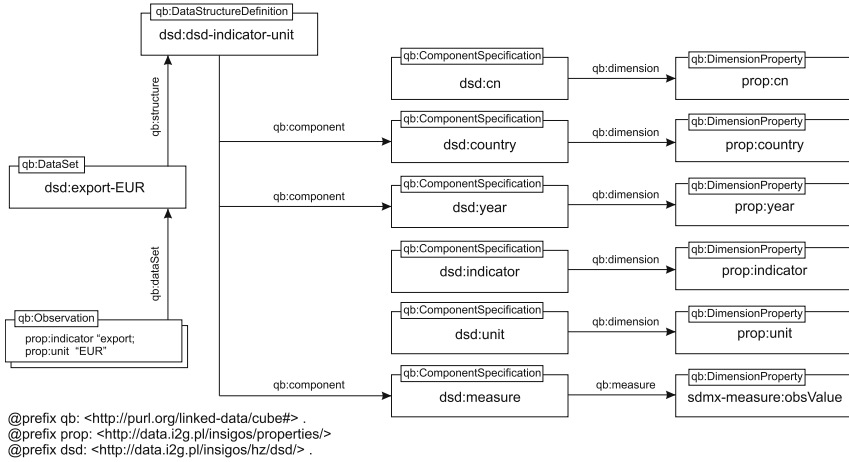 qb:DataStructureDefinition
dsd:dsd-indicator-unit
qb:structure
qb:DataSet
dsd:export-EUR
qb:dataSet
qb:Observation
prop:indicator "export;
prop:unit "EUR"
qb:component
qb:component
qb:component
qb:ComponentSpecification
dsd:cn
qb:dimension
qb:DimensionProperty
prop:cn
qb:ComponentSpecification
dsd:country
qb:dimension
qb:DimensionProperty
prop:country
qb:ComponentSpecification
dsd:year
qb:dimension
qb:DimensionProperty
prop:year
qb:ComponentSpecification
dsd:indicator
qb:dimension
qb:DimensionProperty
prop:indicator
qb:ComponentSpecification
dsd:unit
qb:dimension
qb:DimensionProperty
prop:unit
qb:ComponentSpecification
dsd:measure
qb:measure
qb:DimensionProperty
sdmx-measure:obsValue
@prefix qb: <http://purl.org/linked-data/cube#> .
@prefix prop: <http://data.i2g.pl/insigos/properties/>
@prefix dsd: <http://data.i2g.pl/insigos/hz/dsd/> .